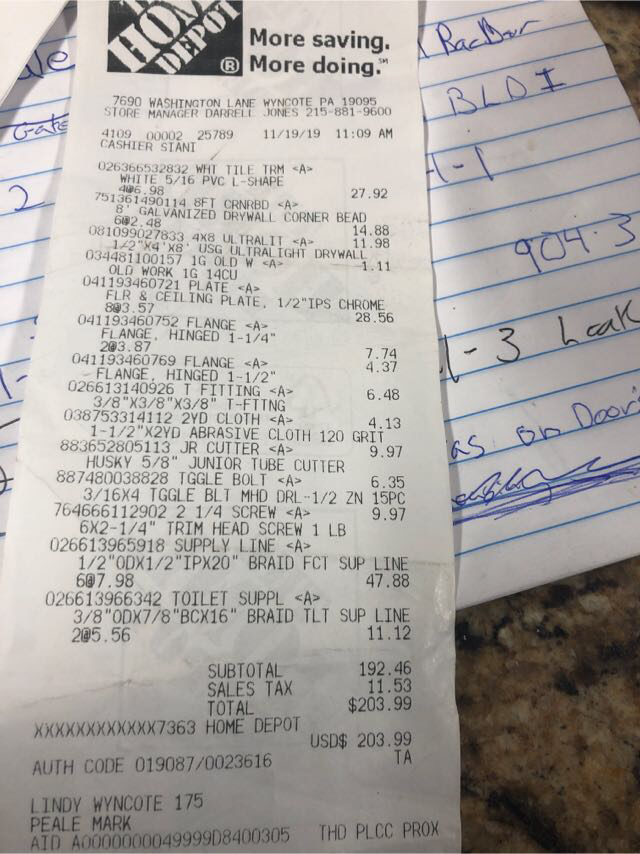 THE
HOME
DEPOT
®
More saving.
More doing.℠
7690 WASHINGTON LANE WYNCOTE PA 19095
STORE MANAGER DARRELL JONES 215-881-9600
4109 00002 25789 11/19/19 11:09 AM
CASHIER SIANI
026366532832 WHT TILE TRM <A>
WHITE 5/16 PVC L-SHAPE
4@6.98 27.92
751361490114 8FT CRNRBD <A>
8' GALVANIZED DRYWALL CORNER BEAD
6@2.48 14.88
081099027833 4X8 ULTRALIT <A> 11.98
1/2"X4'X8' USG ULTRALIGHT DRYWALL
034481100157 1G OLD W <A> 1.11
OLD WORK 1G 14CU
041193460721 PLATE <A>
FLR & CEILING PLATE, 1/2"IPS CHROME
8@3.57 28.56
041193460752 FLANGE <A>
FLANGE, HINGED 1-1/4"
2@3.87 7.74
041193460769 FLANGE <A> 4.37
FLANGE, HINGED 1-1/2"
026613140926 T FITTING <A> 6.48
3/8"X3/8"X3/8" T-FTTNG
038753314112 2YD CLOTH <A> 4.13
1-1/2"X2YD ABRASIVE CLOTH 120 GRIT
883652805113 JR CUTTER <A> 9.97
HUSKY 5/8" JUNIOR TUBE CUTTER
887480038828 TGGLE BOLT <A> 6.35
3/16X4 TGGLE BLT MHD DRL-1/2 ZN 15PC
764666112902 2 1/4 SCREW <A> 9.97
6X2-1/4" TRIM HEAD SCREW 1 LB
026613965918 SUPPLY LINE <A>
1/2"ODX1/2"IPX20" BRAID FCT SUP LINE
6@7.98 47.88
026613966342 TOILET SUPPL <A>
3/8"ODX7/8"BCX16" BRAID TLT SUP LINE
2@5.56 11.12
SUBTOTAL 192.46
SALES TAX 11.53
TOTAL $203.99
XXXXXXXXXXXX7363 HOME DEPOT
USD$ 203.99
AUTH CODE 019087/0023616 TA
LINDY WYNCOTE 175
PEALE MARK
AID A0000000049999D8400305 THD PLCC PROX
BLD I
-1
904-3
-3 Leak
as on Door's
2